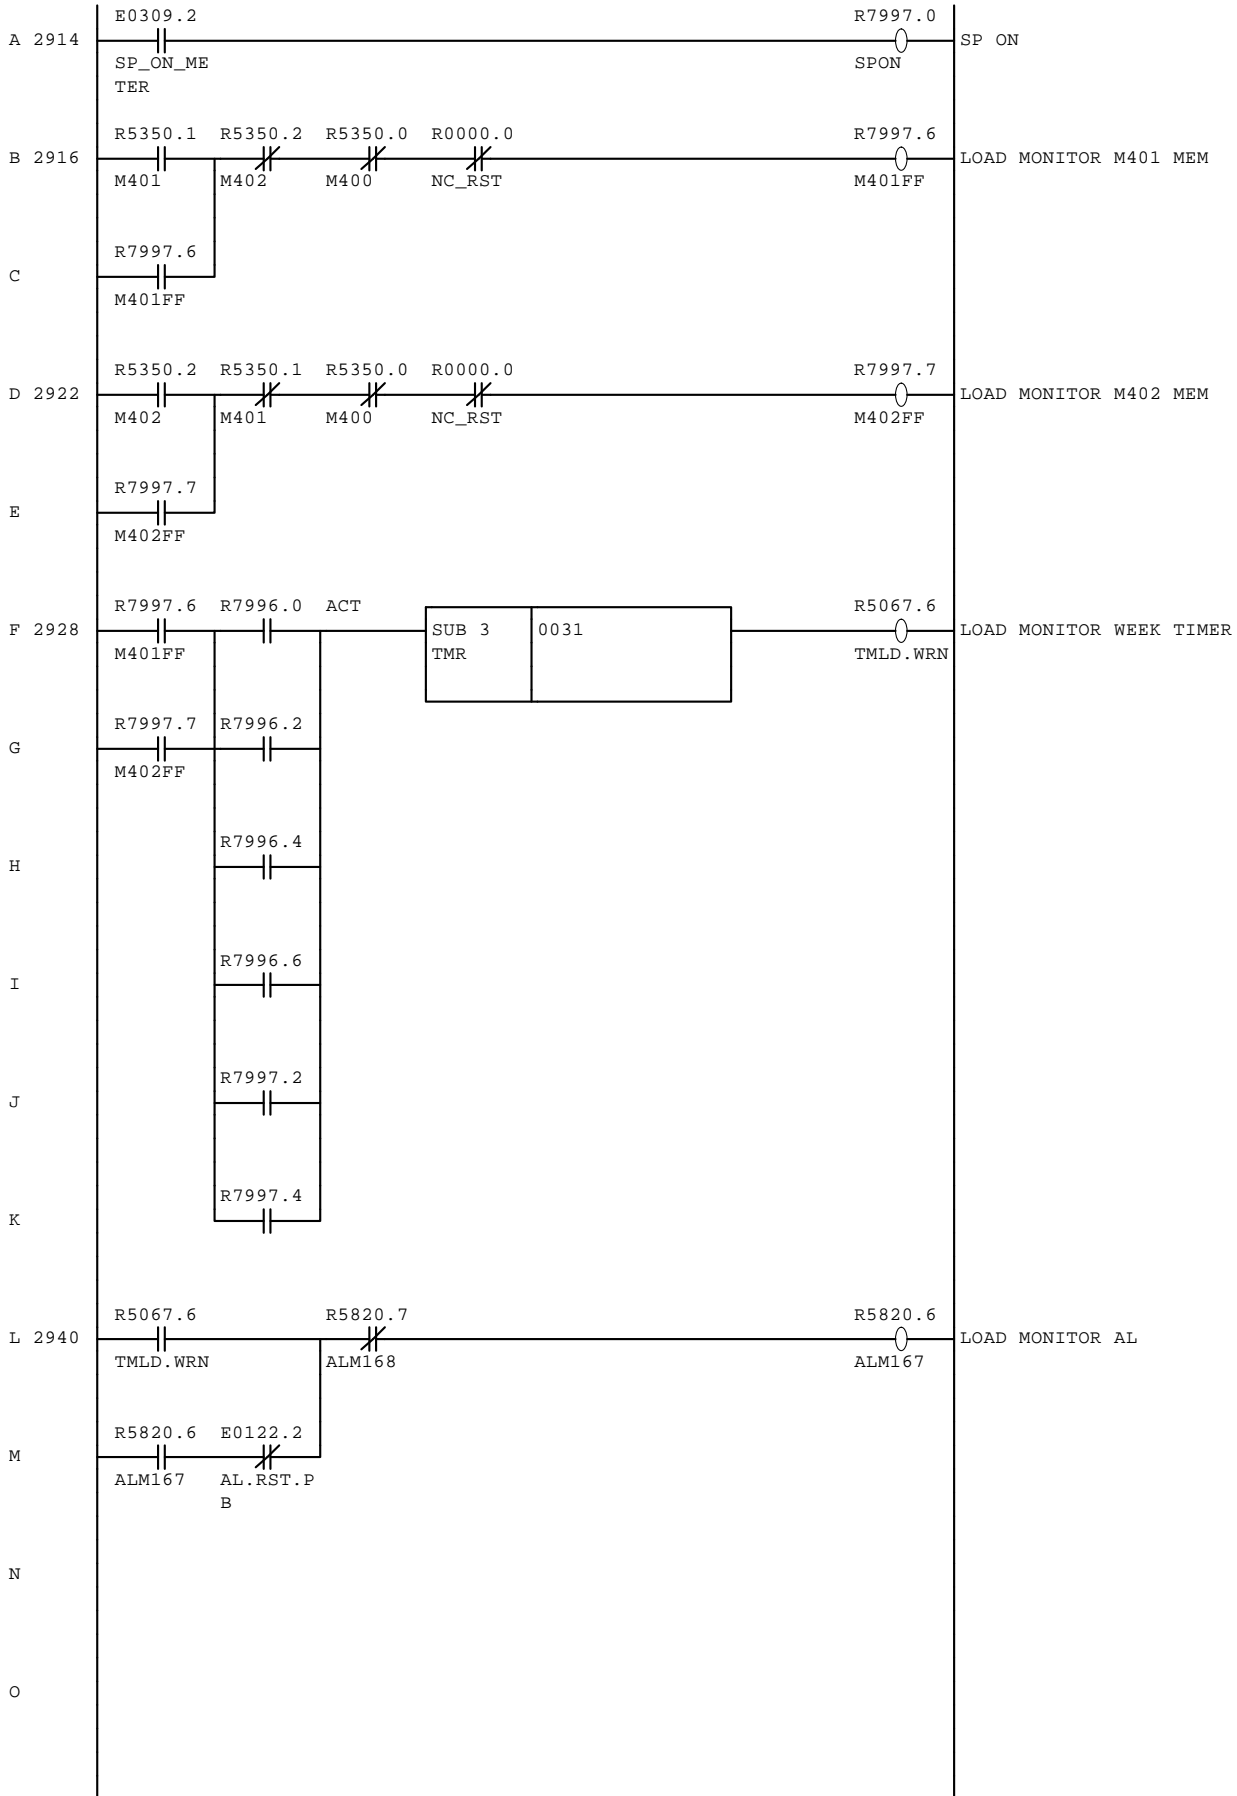 E0309.2 R7997.0
A 2914 SP ON
SP_ON_ME SPON
TER
R5350.1 R5350.2 R5350.0 R0000.0 R7997.6
B 2916 LOAD MONITOR M401 MEM
M401 M402 M400 NC_RST M401FF
R7997.6
C
M401FF
R5350.2 R5350.1 R5350.0 R0000.0 R7997.7
D 2922 LOAD MONITOR M402 MEM
M402 M401 M400 NC_RST M402FF
R7997.7
E
M402FF
R7997.6 R7996.0 ACT R5067.6
F 2928 SUB 3 0031 LOAD MONITOR WEEK TIMER
M401FF TMR TMLD.WRN
R7997.7 R7996.2
G
M402FF
R7996.4
H
R7996.6
I
R7997.2
J
R7997.4
K
R5067.6 R5820.7 R5820.6
L 2940 LOAD MONITOR AL
TMLD.WRN ALM168 ALM167
R5820.6 E0122.2
M
ALM167 AL.RST.P
B
N
O